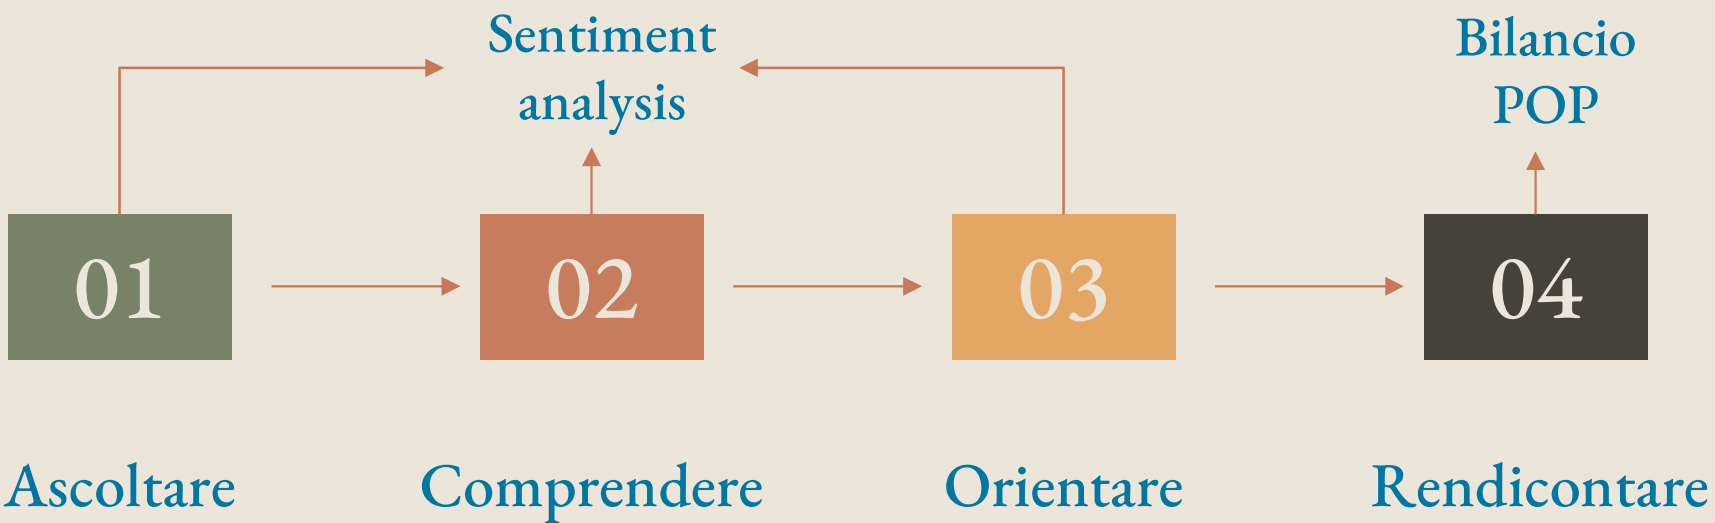 Sentiment
analysis
Bilancio
POP
01
02
03
04
Ascoltare
Comprendere
Orientare
Rendicontare